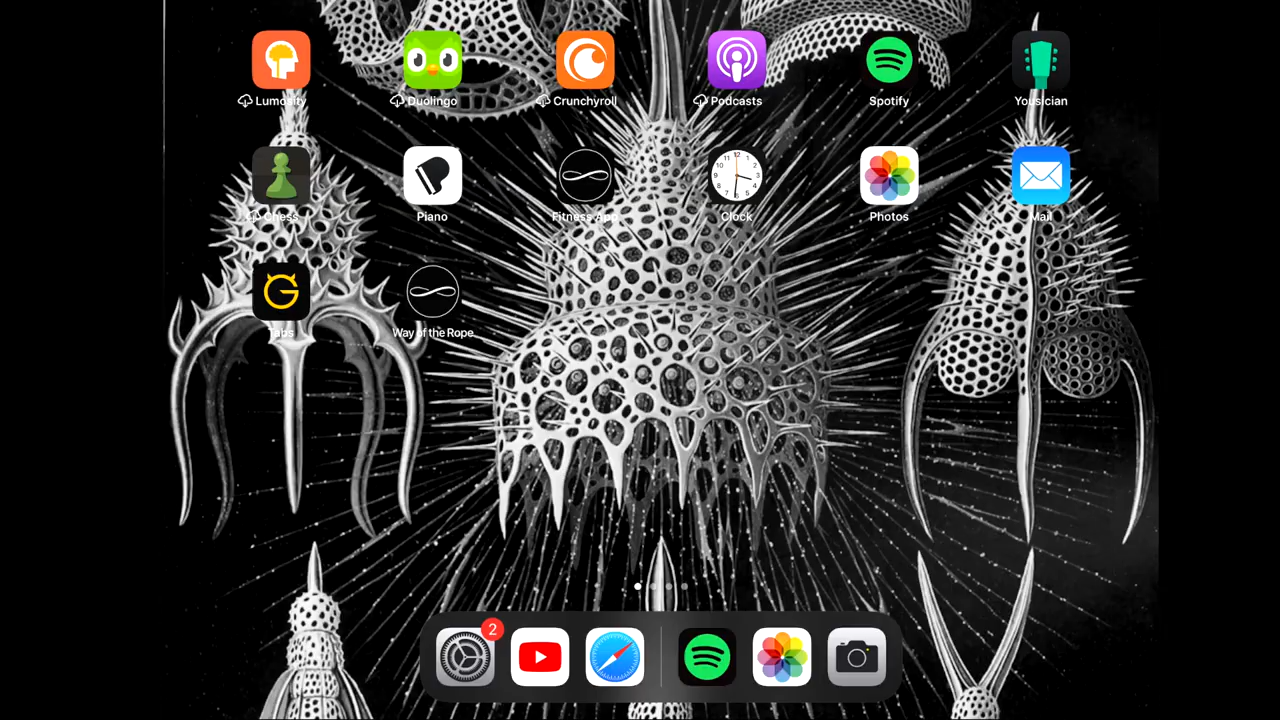 Lumosity
Duolingo
Crunchyroll
Podcasts
Spotify
Yousician
Chess
Piano
Fitness App
Clock
Photos
Mail
Tabs
Way of the Rope
2